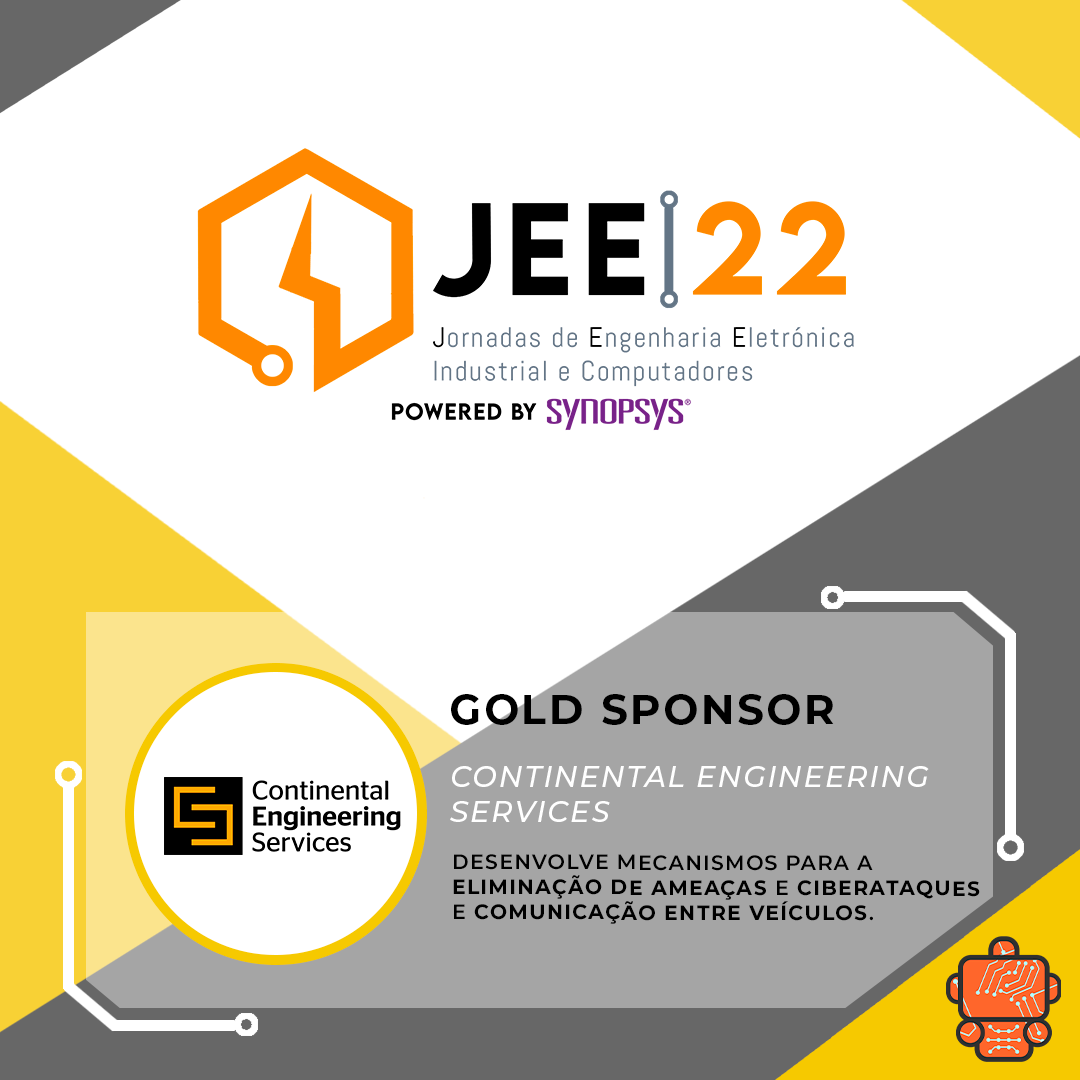 JEE 22
Jornadas de Engenharia Eletrónica
Industrial e Computadores
POWERED BY SYNOPSYS®
GOLD SPONSOR
CONTINENTAL ENGINEERING
SERVICES
Continental
Engineering
Services
DESENVOLVE MECANISMOS PARA A
ELIMINAÇÃO DE AMEAÇAS E CIBERATAQUES
E COMUNICAÇÃO ENTRE VEÍCULOS.